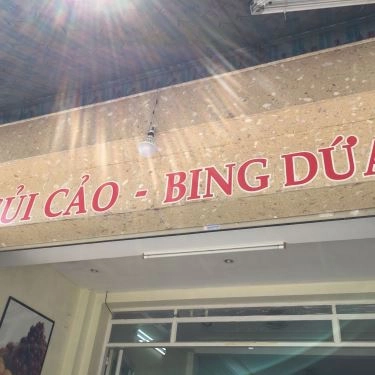 ỦI CẢO - BING DỨA